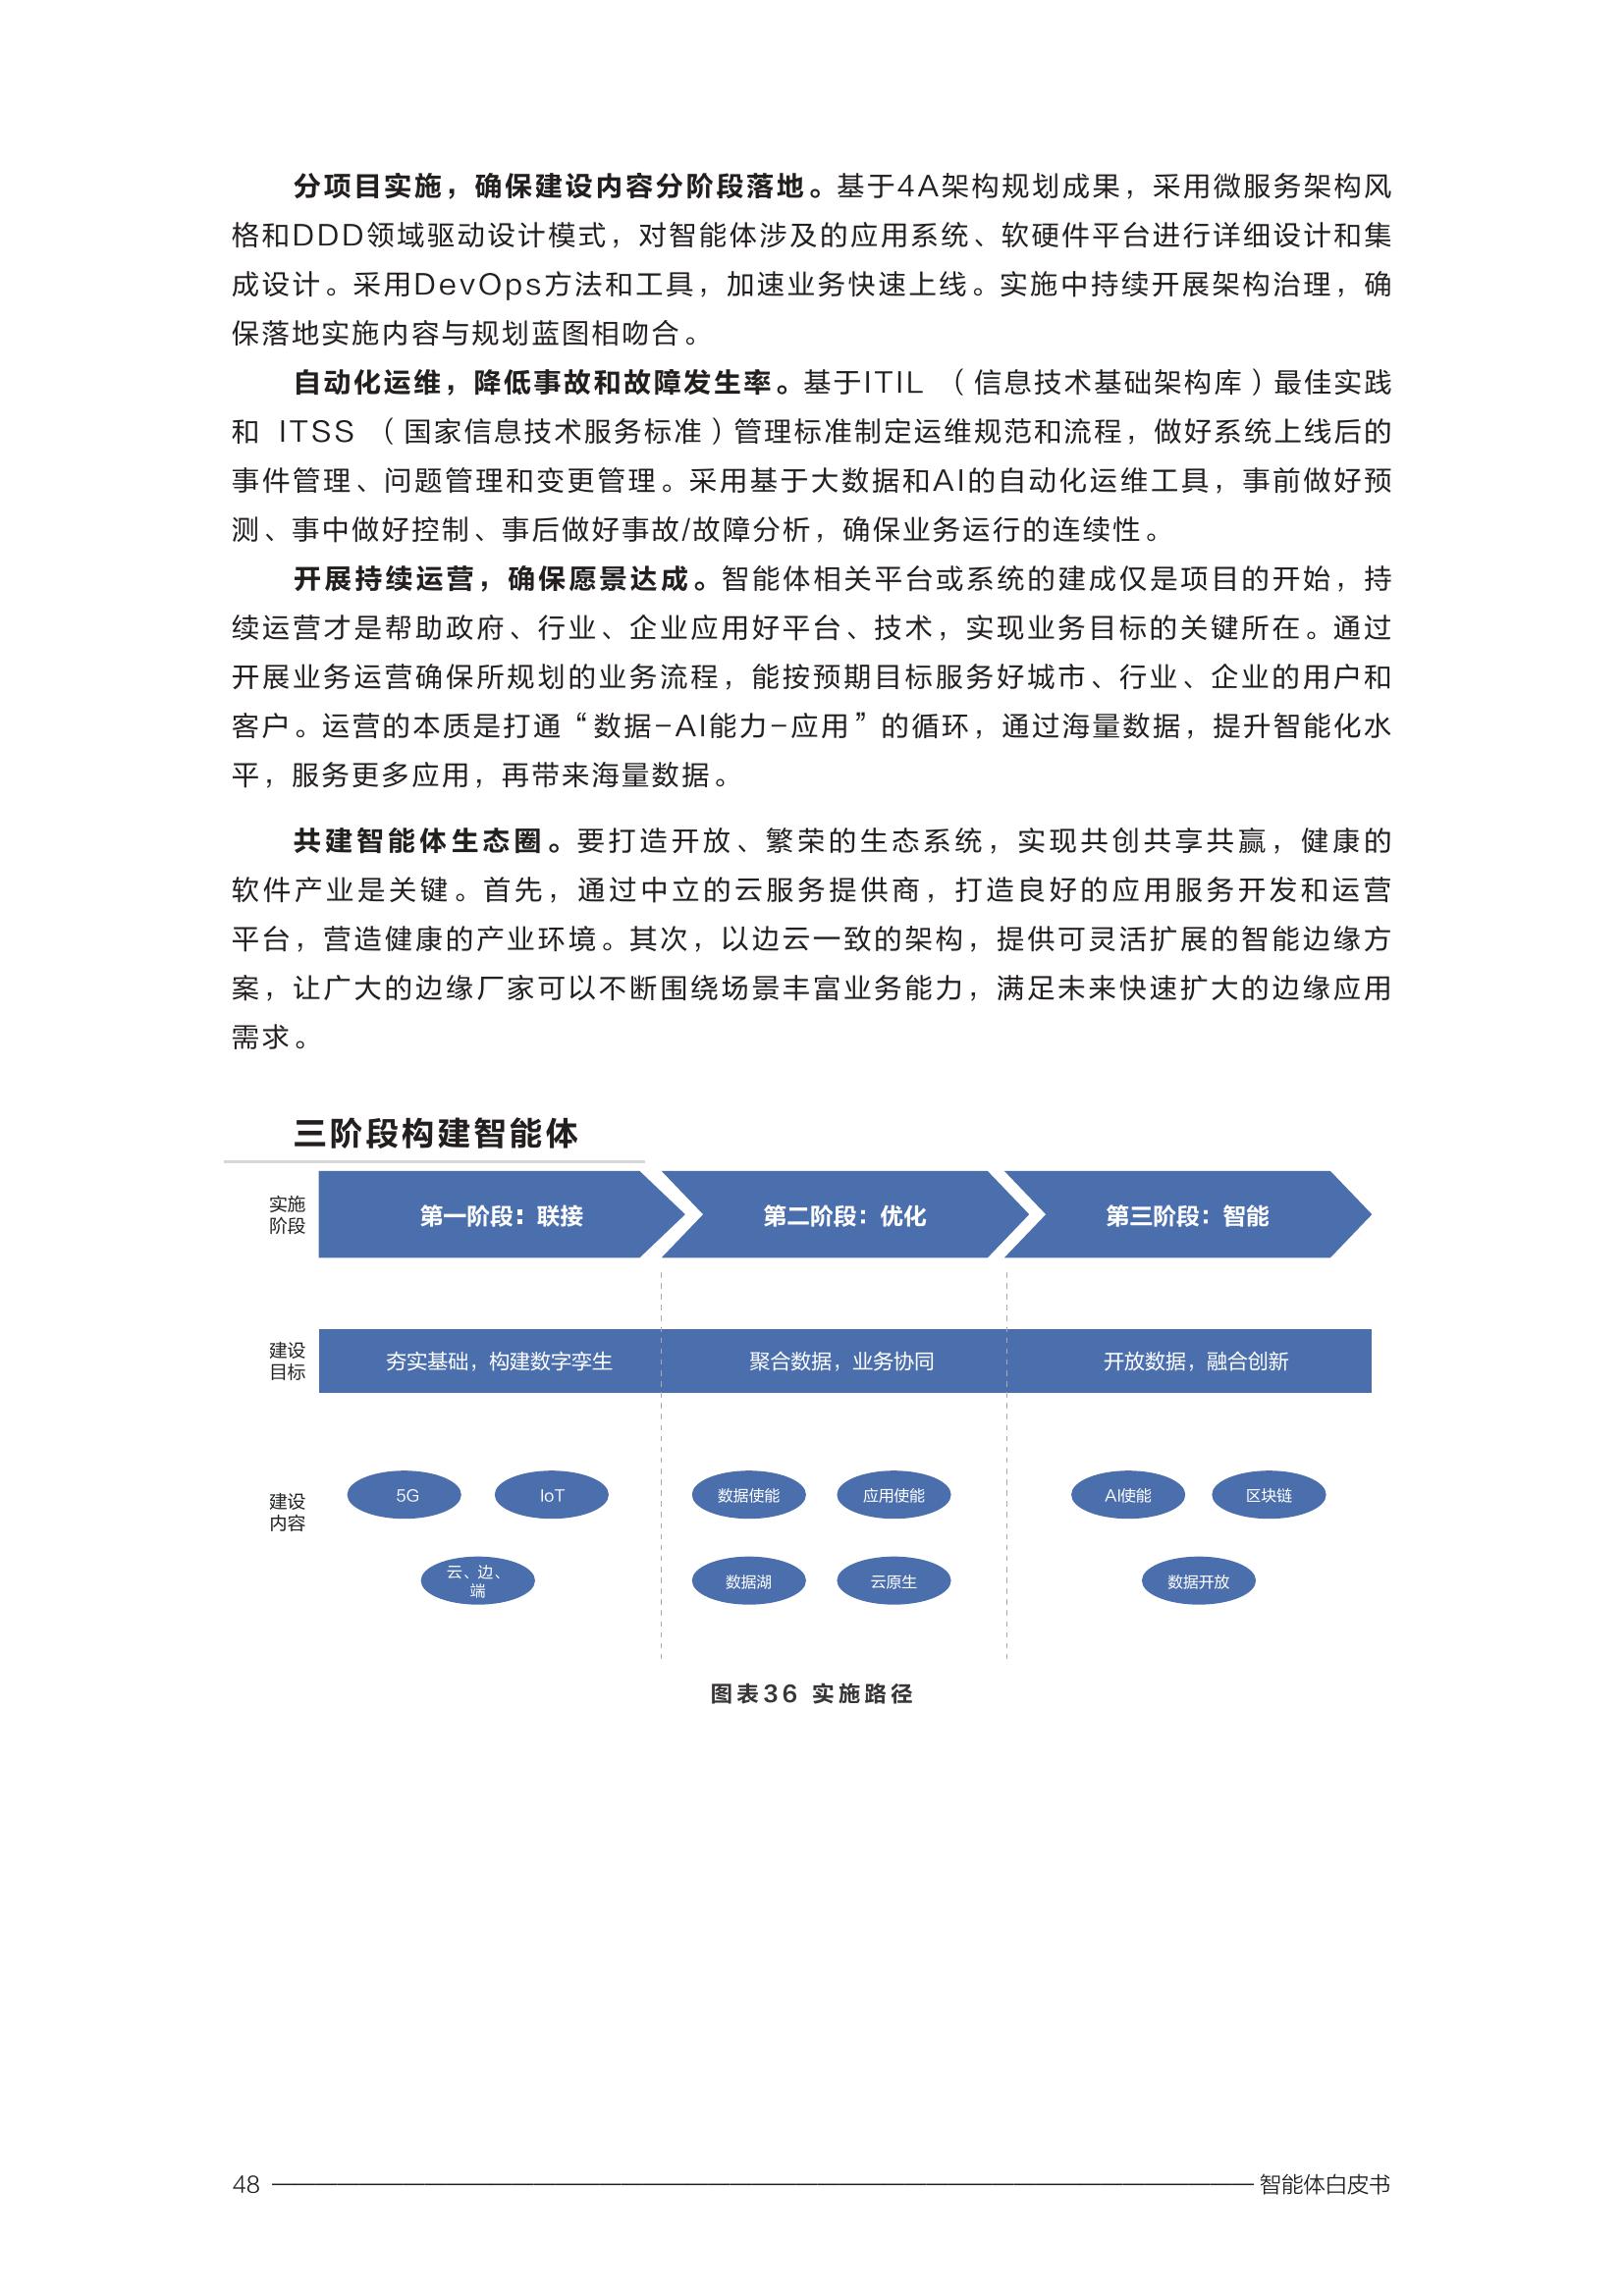 分项目实施，确保建设内容分阶段落地。基于4A架构规划成果，采用微服务架构风
格和DDD领域驱动设计模式，对智能体涉及的应用系统、软硬件平台进行详细设计和集
成设计。采用DevOps方法和工具，加速业务快速上线。实施中持续开展架构治理，确
保落地实施内容与规划蓝图相吻合。
自动化运维，降低事故和故障发生率。基于ITIL （信息技术基础架构库）最佳实践
和 ITSS （国家信息技术服务标准）管理标准制定运维规范和流程，做好系统上线后的
事件管理、问题管理和变更管理。采用基于大数据和AI的自动化运维工具，事前做好预
测、事中做好控制、事后做好事故/故障分析，确保业务运行的连续性。
开展持续运营，确保愿景达成。智能体相关平台或系统的建成仅是项目的开始，持
续运营才是帮助政府、行业、企业应用好平台、技术，实现业务目标的关键所在。通过
开展业务运营确保所规划的业务流程，能按预期目标服务好城市、行业、企业的用户和
客户。运营的本质是打通“数据-AI能力-应用”的循环，通过海量数据，提升智能化水
平，服务更多应用，再带来海量数据。
共建智能体生态圈。要打造开放、繁荣的生态系统，实现共创共享共赢，健康的
软件产业是关键。首先，通过中立的云服务提供商，打造良好的应用服务开发和运营
平台，营造健康的产业环境。其次，以边云一致的架构，提供可灵活扩展的智能边缘方
案，让广大的边缘厂家可以不断围绕场景丰富业务能力，满足未来快速扩大的边缘应用
需求。
三阶段构建智能体
实施
阶段
第一阶段：联接
第二阶段：优化
第三阶段：智能
建设
目标
夯实基础，构建数字孪生
聚合数据，业务协同
开放数据，融合创新
建设
内容
5G
IoT
数据使能
应用使能
AI使能
区块链
云、边、
端
数据湖
云原生
数据开放
图表36 实施路径
48
智能体白皮书